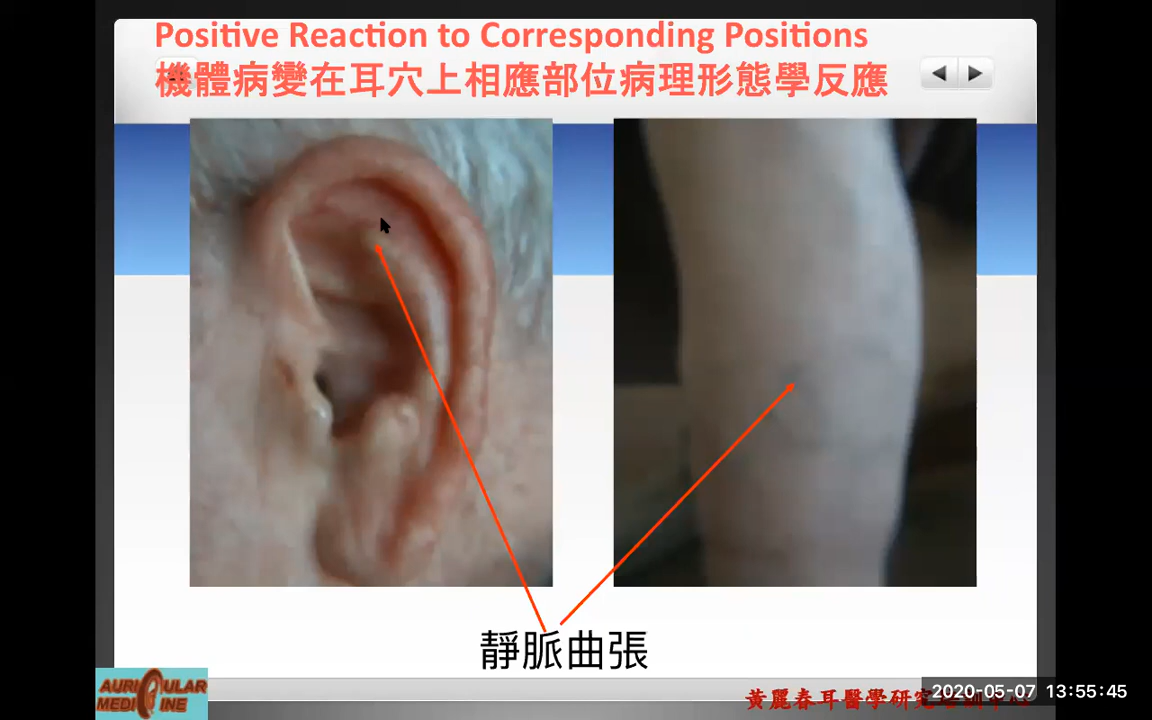 Positive Reaction to Corresponding Positions
機體病變在耳穴上相應部位病理形態學反應
靜脈曲張
AURICULAR
MEDICINE
黃麗春耳醫學研究
2020-05-07 13:55:45